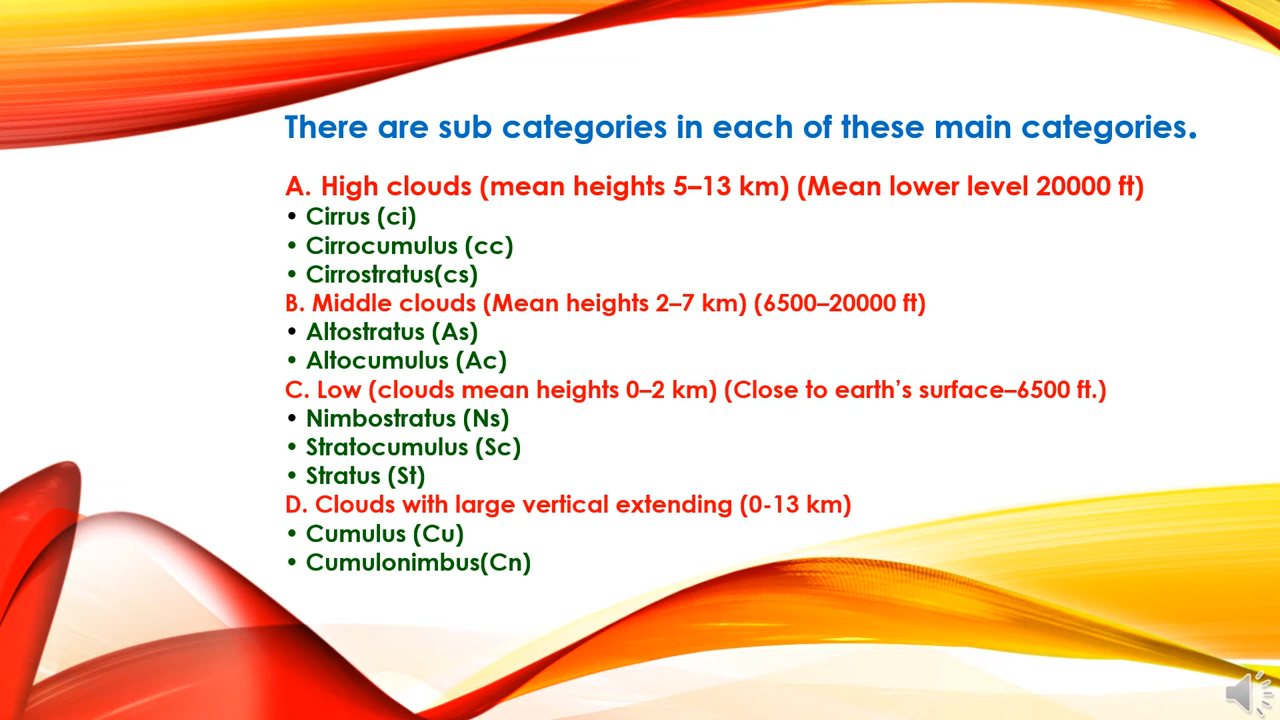 There are sub categories in each of these main categories.
A. High clouds (mean heights 5–13 km) (Mean lower level 20000 ft)
• Cirrus (ci)
• Cirrocumulus (cc)
• Cirrostratus(cs)
B. Middle clouds (Mean heights 2–7 km) (6500–20000 ft)
• Altostratus (As)
• Altocumulus (Ac)
C. Low (clouds mean heights 0–2 km) (Close to earth’s surface–6500 ft.)
• Nimbostratus (Ns)
• Stratocumulus (Sc)
• Stratus (St)
D. Clouds with large vertical extending (0-13 km)
• Cumulus (Cu)
• Cumulonimbus(Cn)